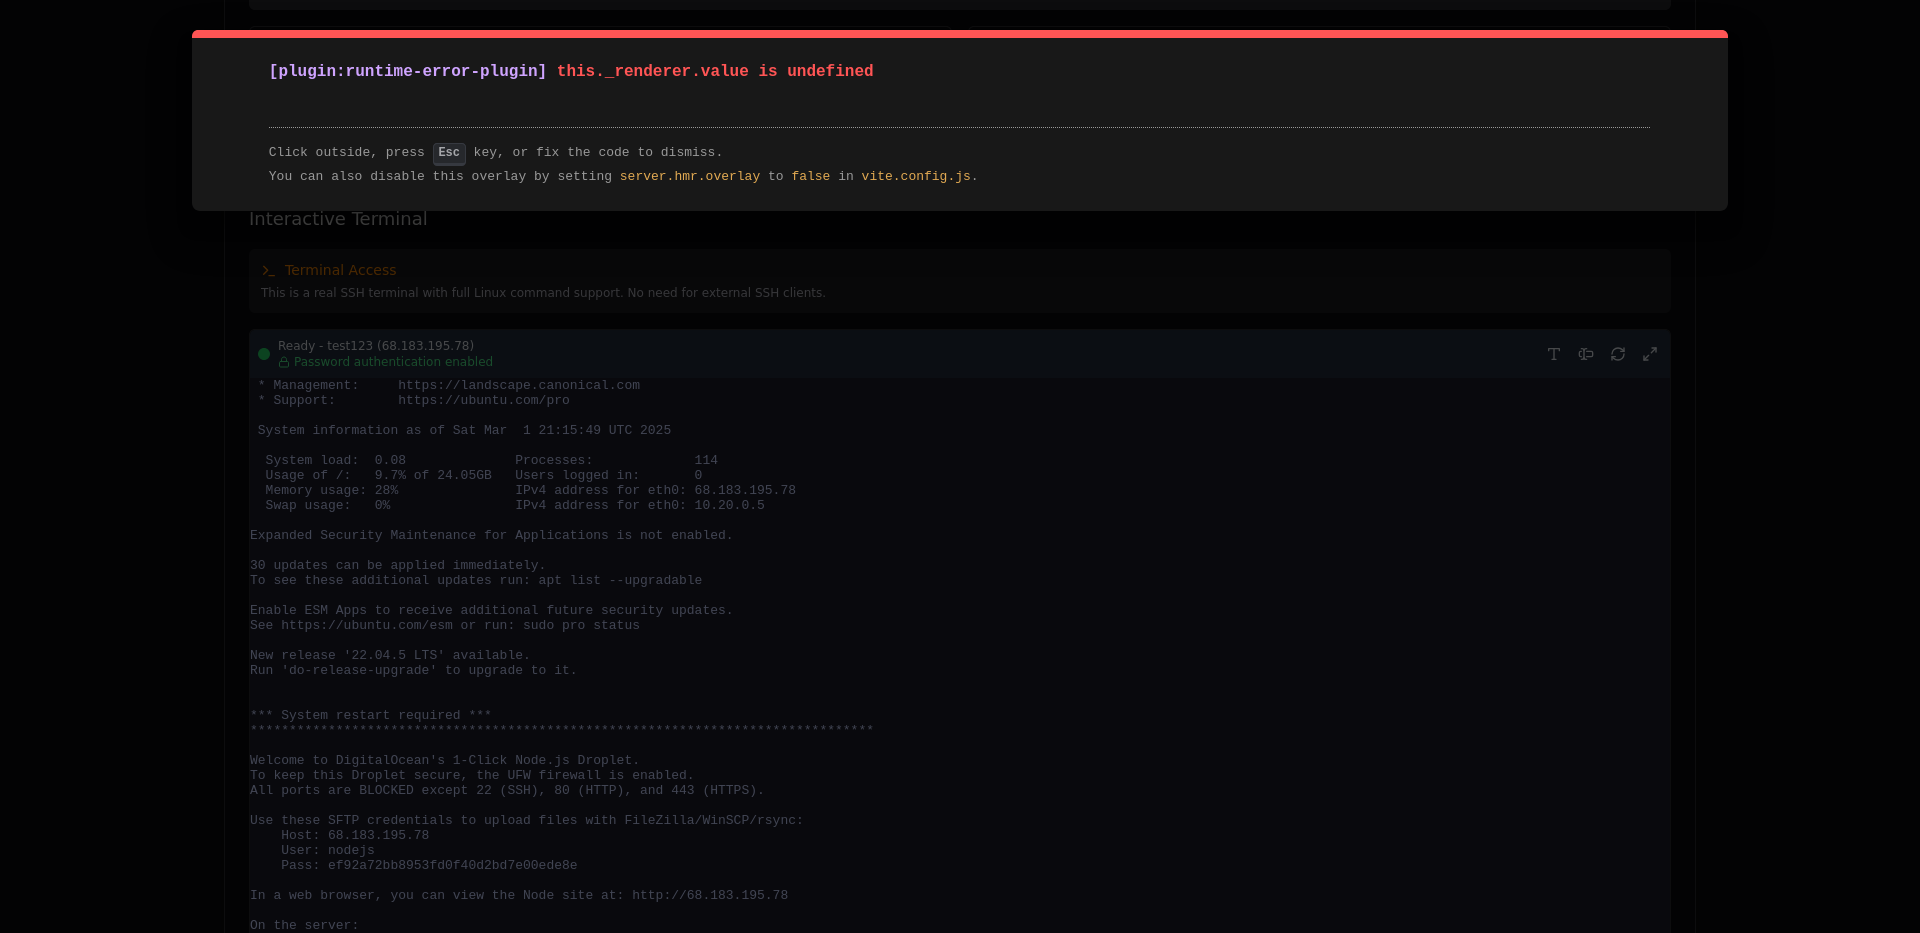 [plugin:runtime-error-plugin] this._renderer.value is undefined
Click outside, press Esc key, or fix the code to dismiss.
You can also disable this overlay by setting server.hmr.overlay to false in vite.config.js.
Interactive Terminal
Terminal Access
This is a real SSH terminal with full Linux command support. No need for external SSH clients.
Ready - test123 (68.183.195.78)
Password authentication enabled
* Management:     https://landscape.canonical.com
* Support:        https://ubuntu.com/pro
System information as of Sat Mar  1 21:15:49 UTC 2025
System load:  0.08              Processes:             114
Usage of /:   9.7% of 24.05GB   Users logged in:       0
Memory usage: 28%               IPv4 address for eth0: 68.183.195.78
Swap usage:   0%                IPv4 address for eth0: 10.20.0.5
Expanded Security Maintenance for Applications is not enabled.
30 updates can be applied immediately.
To see these additional updates run: apt list --upgradable
Enable ESM Apps to receive additional future security updates.
See https://ubuntu.com/esm or run: sudo pro status
New release '22.04.5 LTS' available.
Run 'do-release-upgrade' to upgrade to it.
*** System restart required ***
********************************************************************************
Welcome to DigitalOcean's 1-Click Node.js Droplet.
To keep this Droplet secure, the UFW firewall is enabled.
All ports are BLOCKED except 22 (SSH), 80 (HTTP), and 443 (HTTPS).
Use these SFTP credentials to upload files with FileZilla/WinSCP/rsync:
Host: 68.183.195.78
User: nodejs
Pass: ef92a72bb8953fd0f40d2bd7e00ede8e
In a web browser, you can view the Node site at: http://68.183.195.78
On the server: